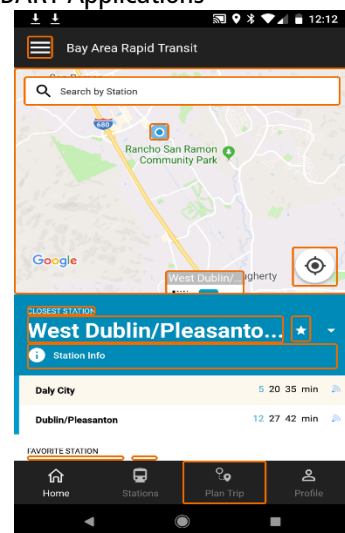 DART Applications
12:12
Bay Area Rapid Transit
Search by Station
680
Rancho San Ramon
Community Park
Google
West Dublin/...
gherty
CLOSEST STATION
West Dublin/Pleasanto...
Station Info
Daly City 5 20 35 min
Dublin/Pleasanton 12 27 42 min
FAVORITE STATION
Home Stations Plan Trip Profile